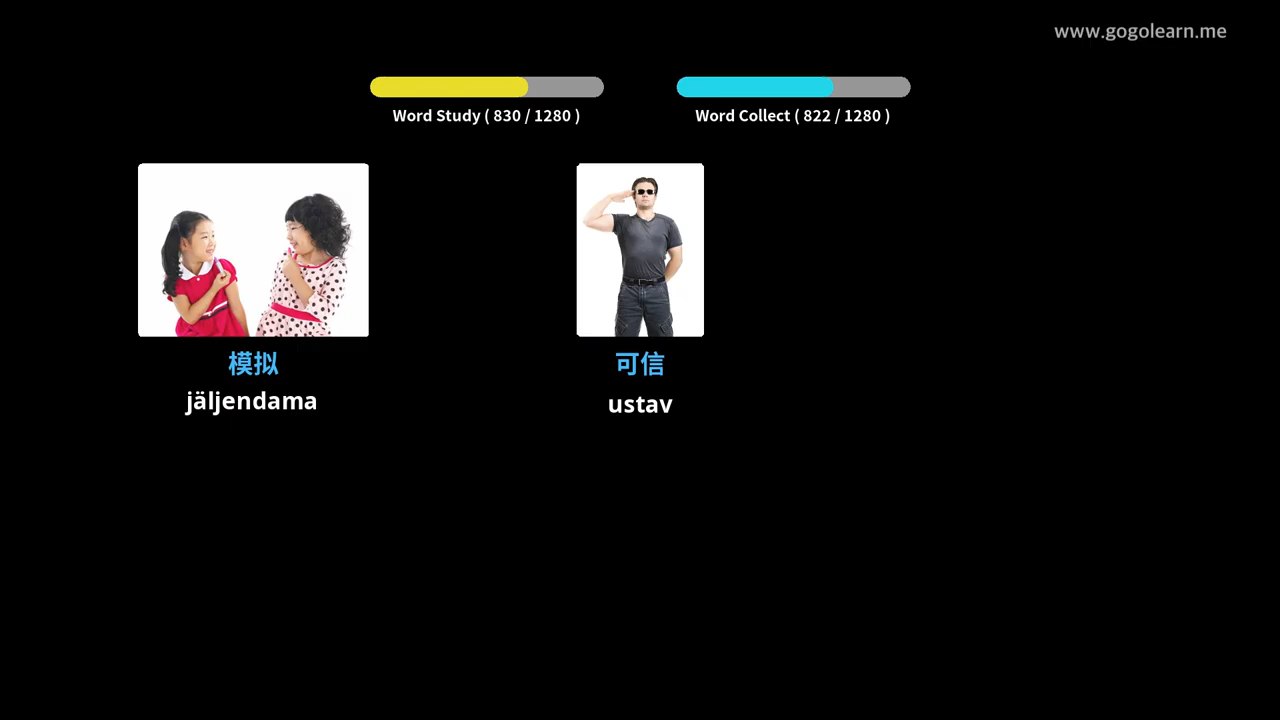 www.gogolearn.me
Word Study ( 830 / 1280 )
Word Collect ( 822 / 1280 )
模拟
jäljendama
可信
ustav